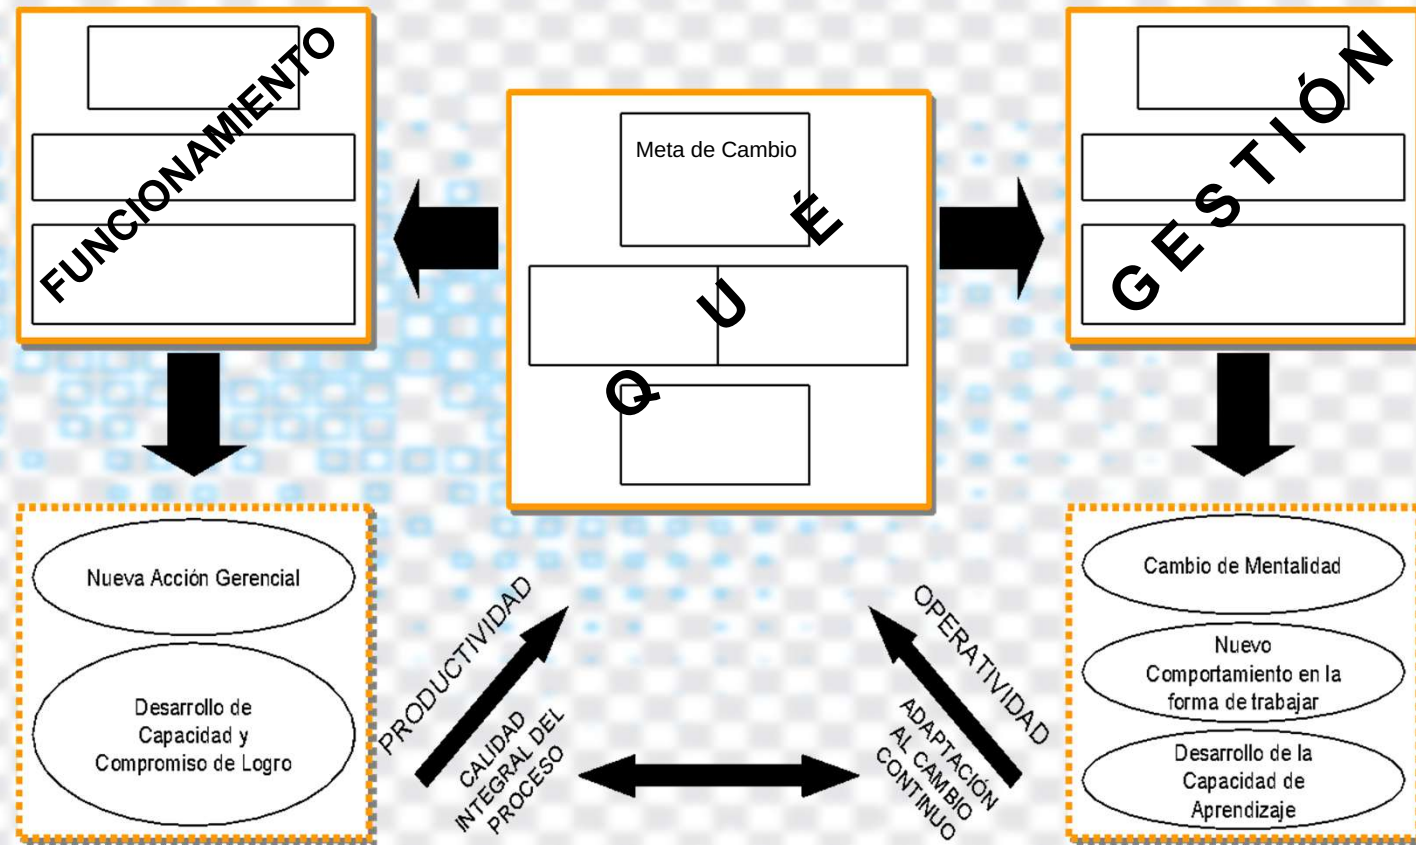 FUNCIONAMIENTO
Meta de Cambio
QUÉ
GESTIÓN
Nueva Acción Gerencial
Desarrollo de
Capacidad y
Compromiso de Logro
PRODUCTIVIDAD
CALIDAD
INTEGRAL DEL
PROCESO
OPERATIVIDAD
ADAPTACIÓN
AL CAMBIO
CONTINUO
Cambio de Mentalidad
Nuevo
Comportamiento en la
forma de trabajar
Desarrollo de la
Capacidad de
Aprendizaje